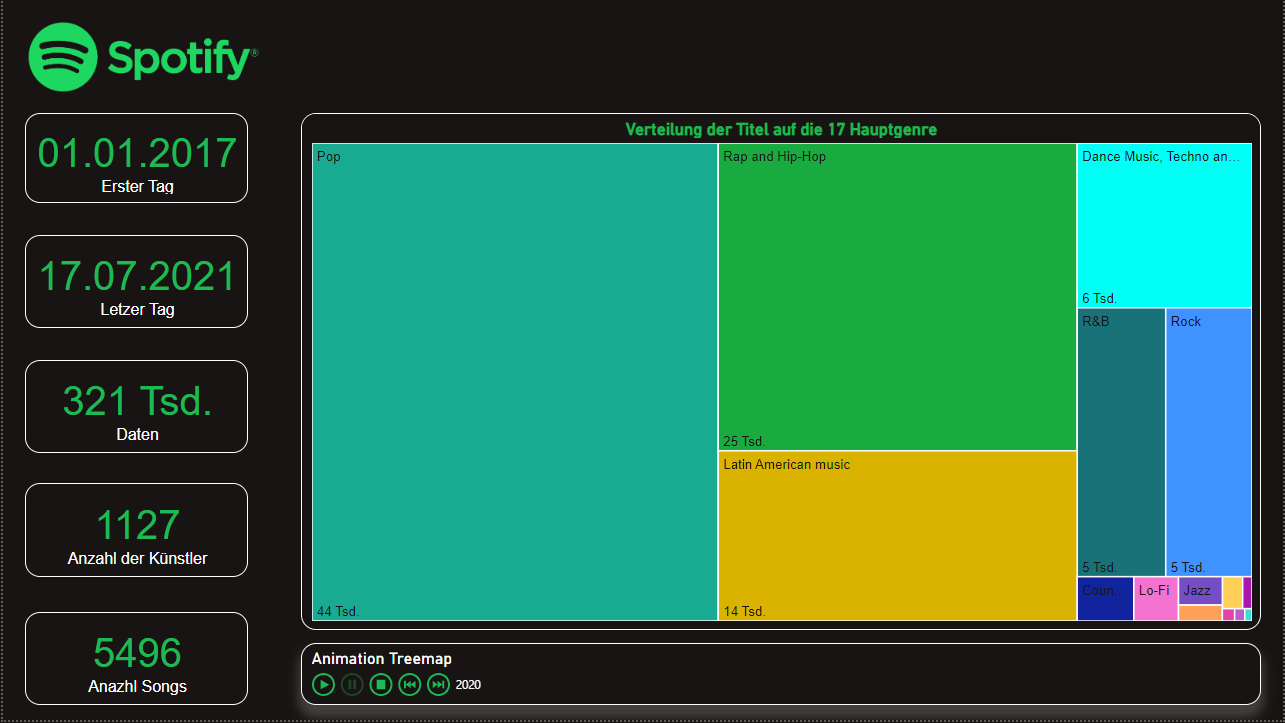 Spotify®
01.01.2017
Erster Tag
17.07.2021
Letzer Tag
321 Tsd.
Daten
1127
Anzahl der Künstler
5496
Anazhl Songs
Verteilung der Titel auf die 17 Hauptgenre
Pop
44 Tsd.
Rap and Hip-Hop
25 Tsd.
Latin American music
14 Tsd.
Dance Music, Techno an...
6 Tsd.
R&B
5 Tsd.
Rock
5 Tsd.
Coun...
Lo-Fi
Jazz
Animation Treemap
2020